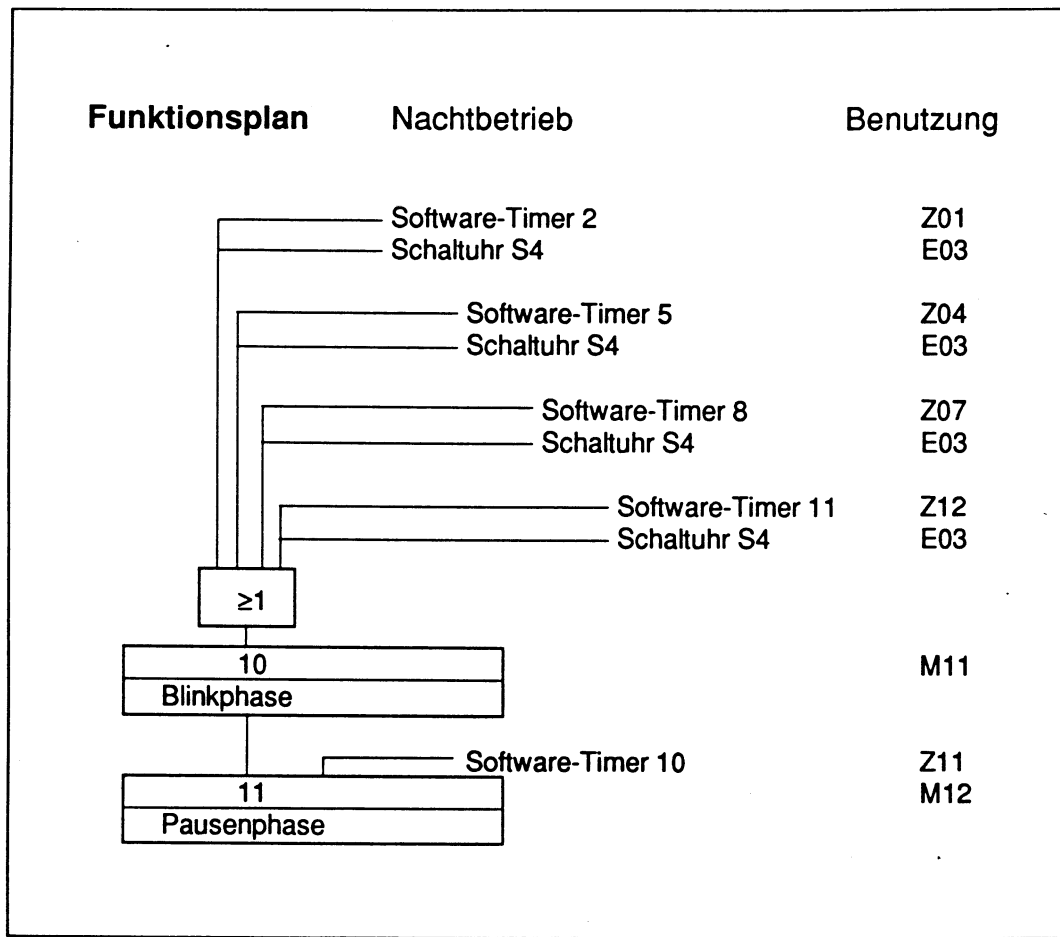 Funktionsplan Nachtbetrieb Benutzung
Software-Timer 2 Z01
Schaltuhr S4 E03
Software-Timer 5 Z04
Schaltuhr S4 E03
Software-Timer 8 Z07
Schaltuhr S4 E03
Software-Timer 11 Z12
Schaltuhr S4 E03
≥1
10 M11
Blinkphase
Software-Timer 10 Z11
11 M12
Pausenphase